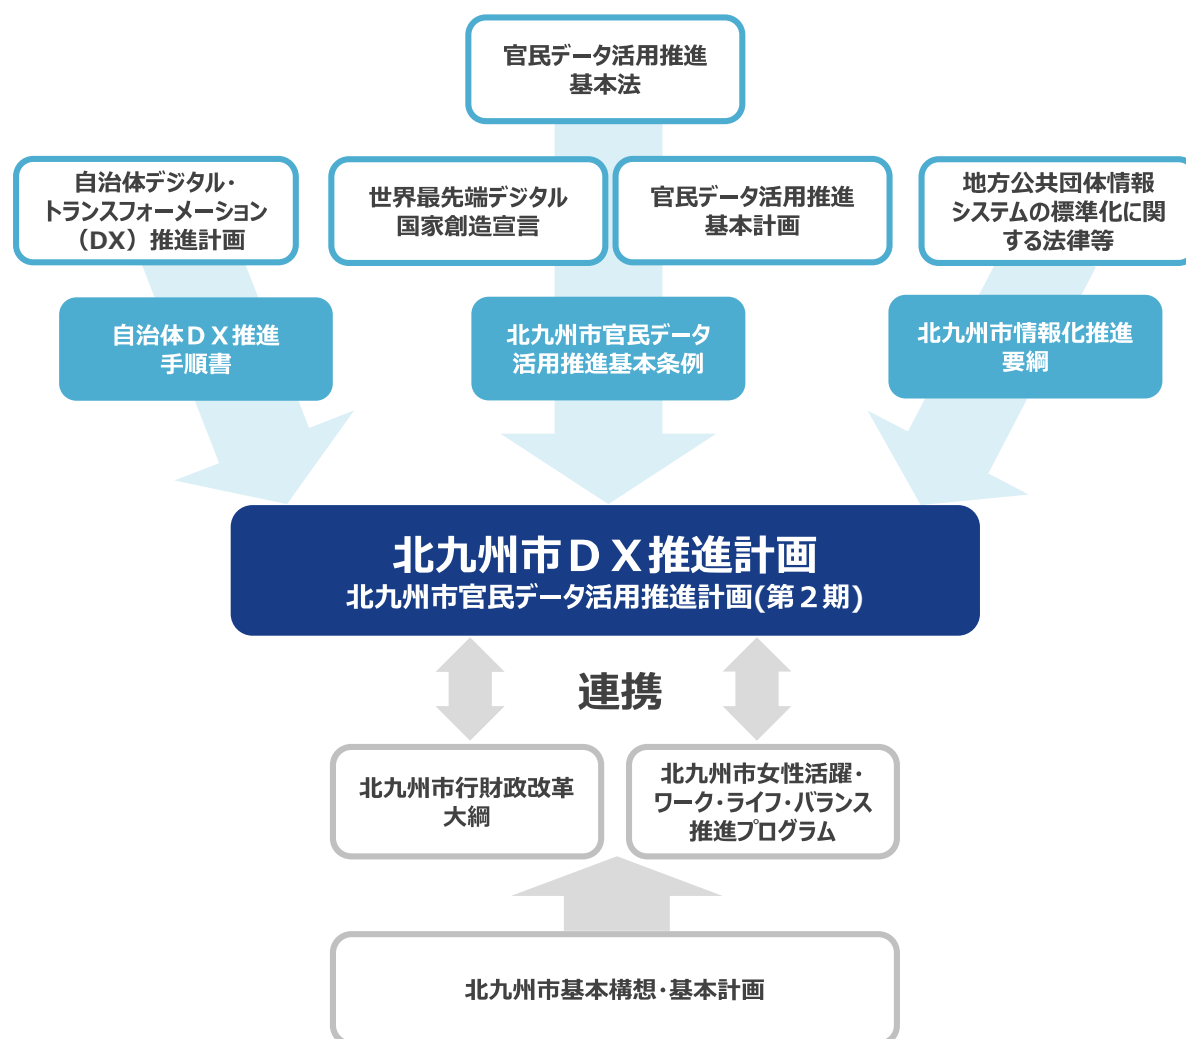 官民データ活用推進
基本法
自治体デジタル・
トランスフォーメーション
（DX）推進計画
世界最先端デジタル
国家創造宣言
官民データ活用推進
基本計画
地方公共団体情報
システムの標準化に関
する法律等
自治体ＤＸ推進
手順書
北九州市官民データ
活用推進基本条例
北九州市情報化推進
要綱
北九州市ＤＸ推進計画
北九州市官民データ活用推進計画(第２期)
連携
北九州市行財政改革
大綱
北九州市女性活躍・
ワーク・ライフ・バランス
推進プログラム
北九州市基本構想・基本計画